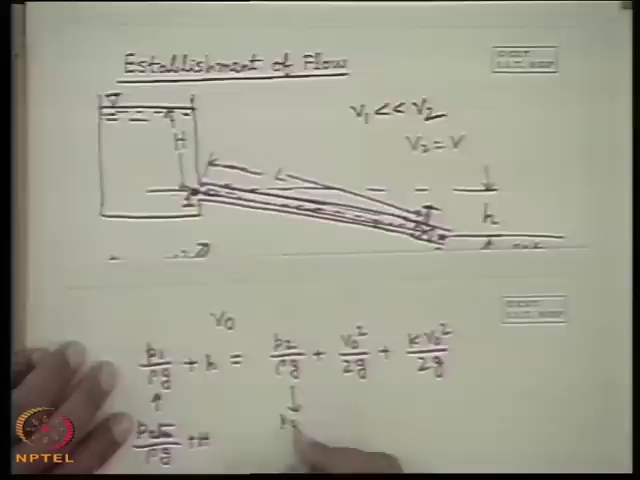 Establishment of Flow
V₁ << V₂
V₂ = V
H
L
h
V₀
p₁/ρg + h = p₂/ρg + V₀²/2g + KV₀²/2g
p_atm/ρg + H
NPTEL